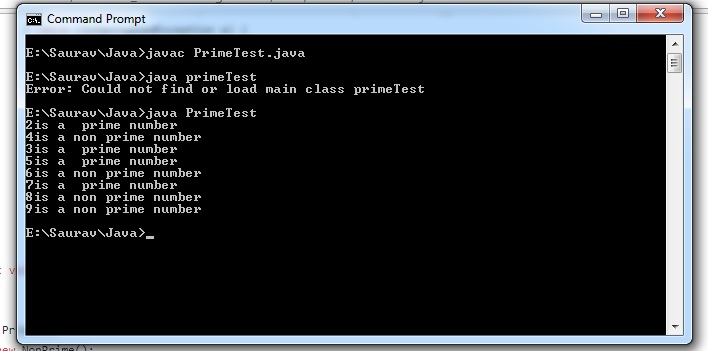 Command Prompt
E:\Saurav\Java>javac PrimeTest.java
E:\Saurav\Java>java primeTest
Error: Could not find or load main class primeTest
E:\Saurav\Java>java PrimeTest
2is a  prime number
4is a non prime number
3is a  prime number
5is a  prime number
6is a non prime number
7is a  prime number
8is a non prime number
9is a non prime number
E:\Saurav\Java>_
new NonPrime();